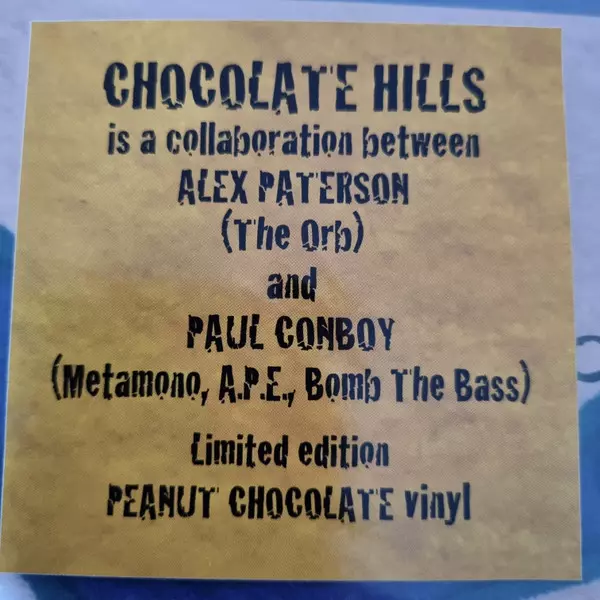 CHOCOLATE HILLS
is a collaboration between
ALEX PATERSON
(The Orb)
and
PAUL CONBOY
(Metamono, A.P.E., Bomb The Bass)
Limited edition
PEANUT CHOCOLATE vinyl